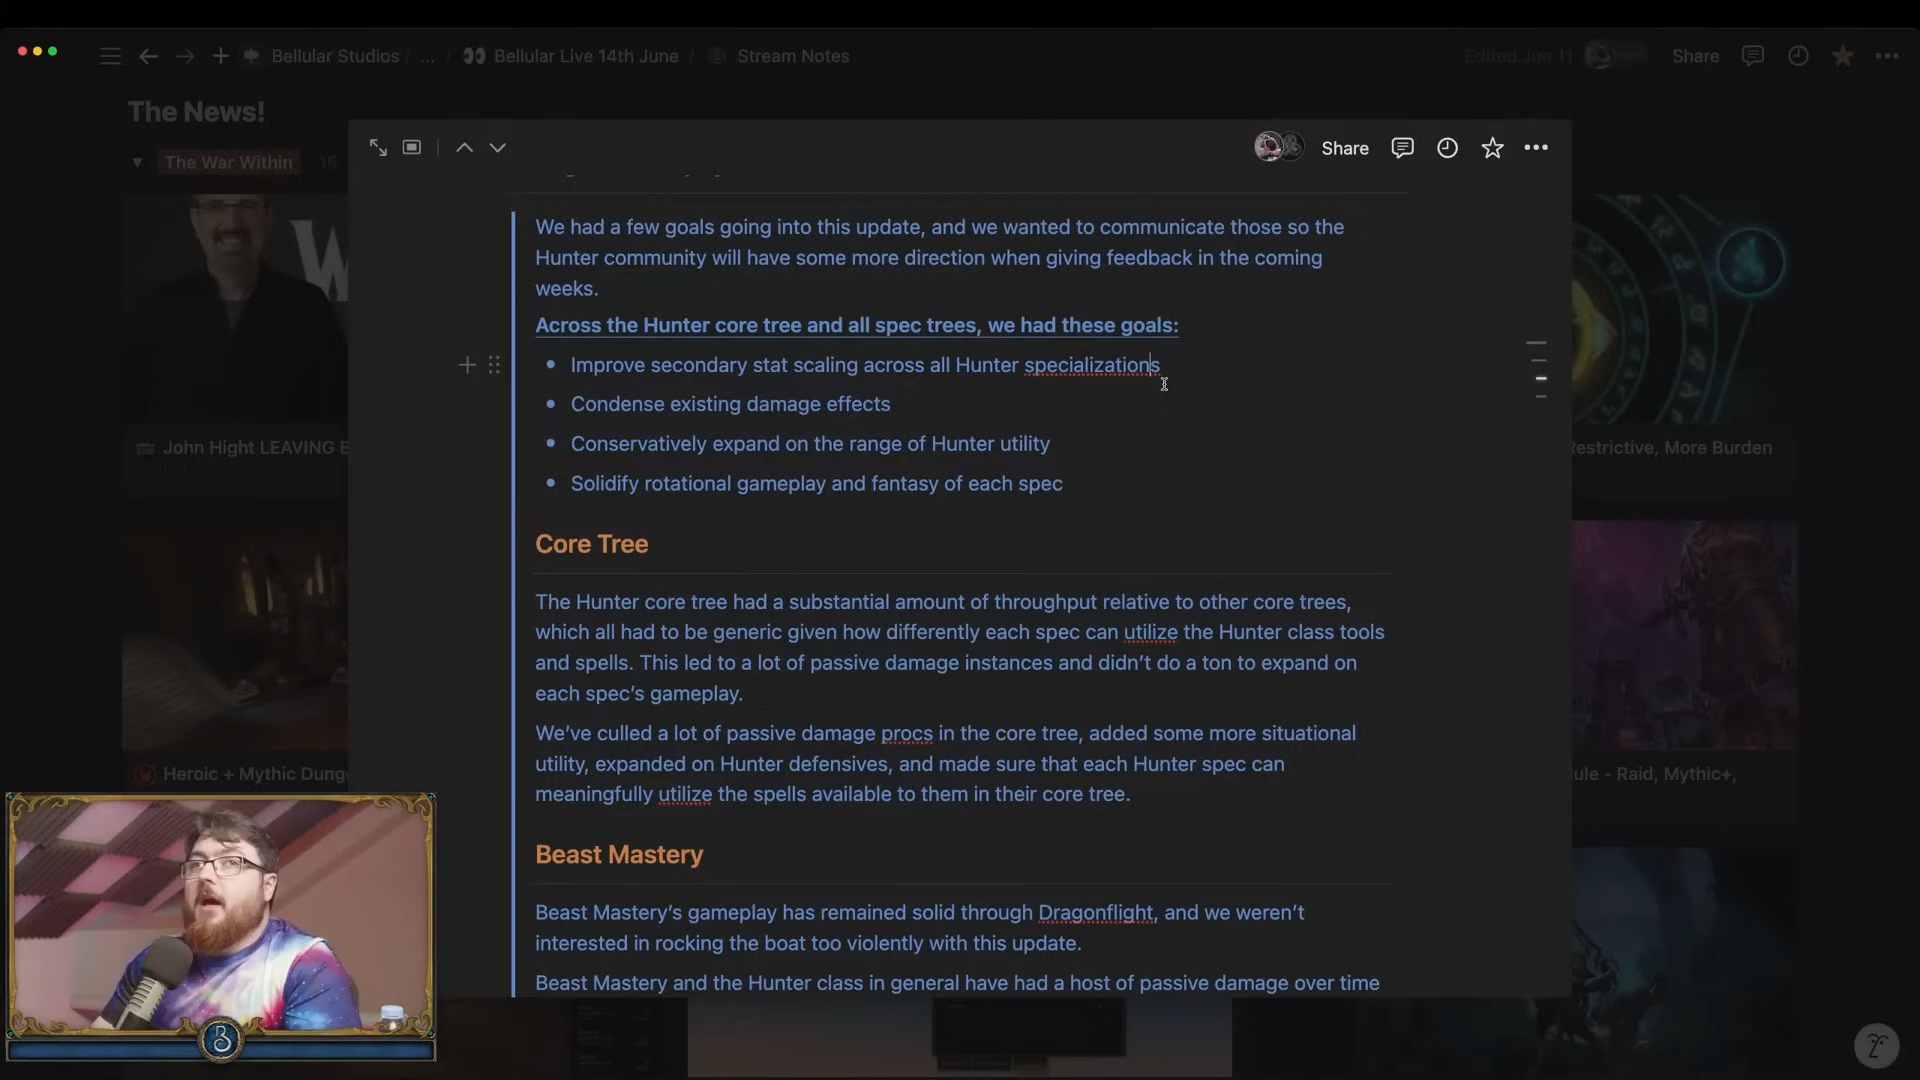 Bellular Studios / ... / 👀 Bellular Live 14th June / Stream Notes
Edited Jun 11 Share
The News!
The War Within 15
Share
We had a few goals going into this update, and we wanted to communicate those so the
Hunter community will have some more direction when giving feedback in the coming
weeks.
Across the Hunter core tree and all spec trees, we had these goals:
• Improve secondary stat scaling across all Hunter specializations
• Condense existing damage effects
• Conservatively expand on the range of Hunter utility
• Solidify rotational gameplay and fantasy of each spec
John Hight LEAVING
estrictive, More Burden
Core Tree
The Hunter core tree had a substantial amount of throughput relative to other core trees,
which all had to be generic given how differently each spec can utilize the Hunter class tools
and spells. This led to a lot of passive damage instances and didn’t do a ton to expand on
each spec’s gameplay.
We’ve culled a lot of passive damage procs in the core tree, added some more situational
utility, expanded on Hunter defensives, and made sure that each Hunter spec can
meaningfully utilize the spells available to them in their core tree.
Heroic + Mythic Dung
ule - Raid, Mythic+,
Beast Mastery
Beast Mastery’s gameplay has remained solid through Dragonflight, and we weren’t
interested in rocking the boat too violently with this update.
Beast Mastery and the Hunter class in general have had a host of passive damage over time
B